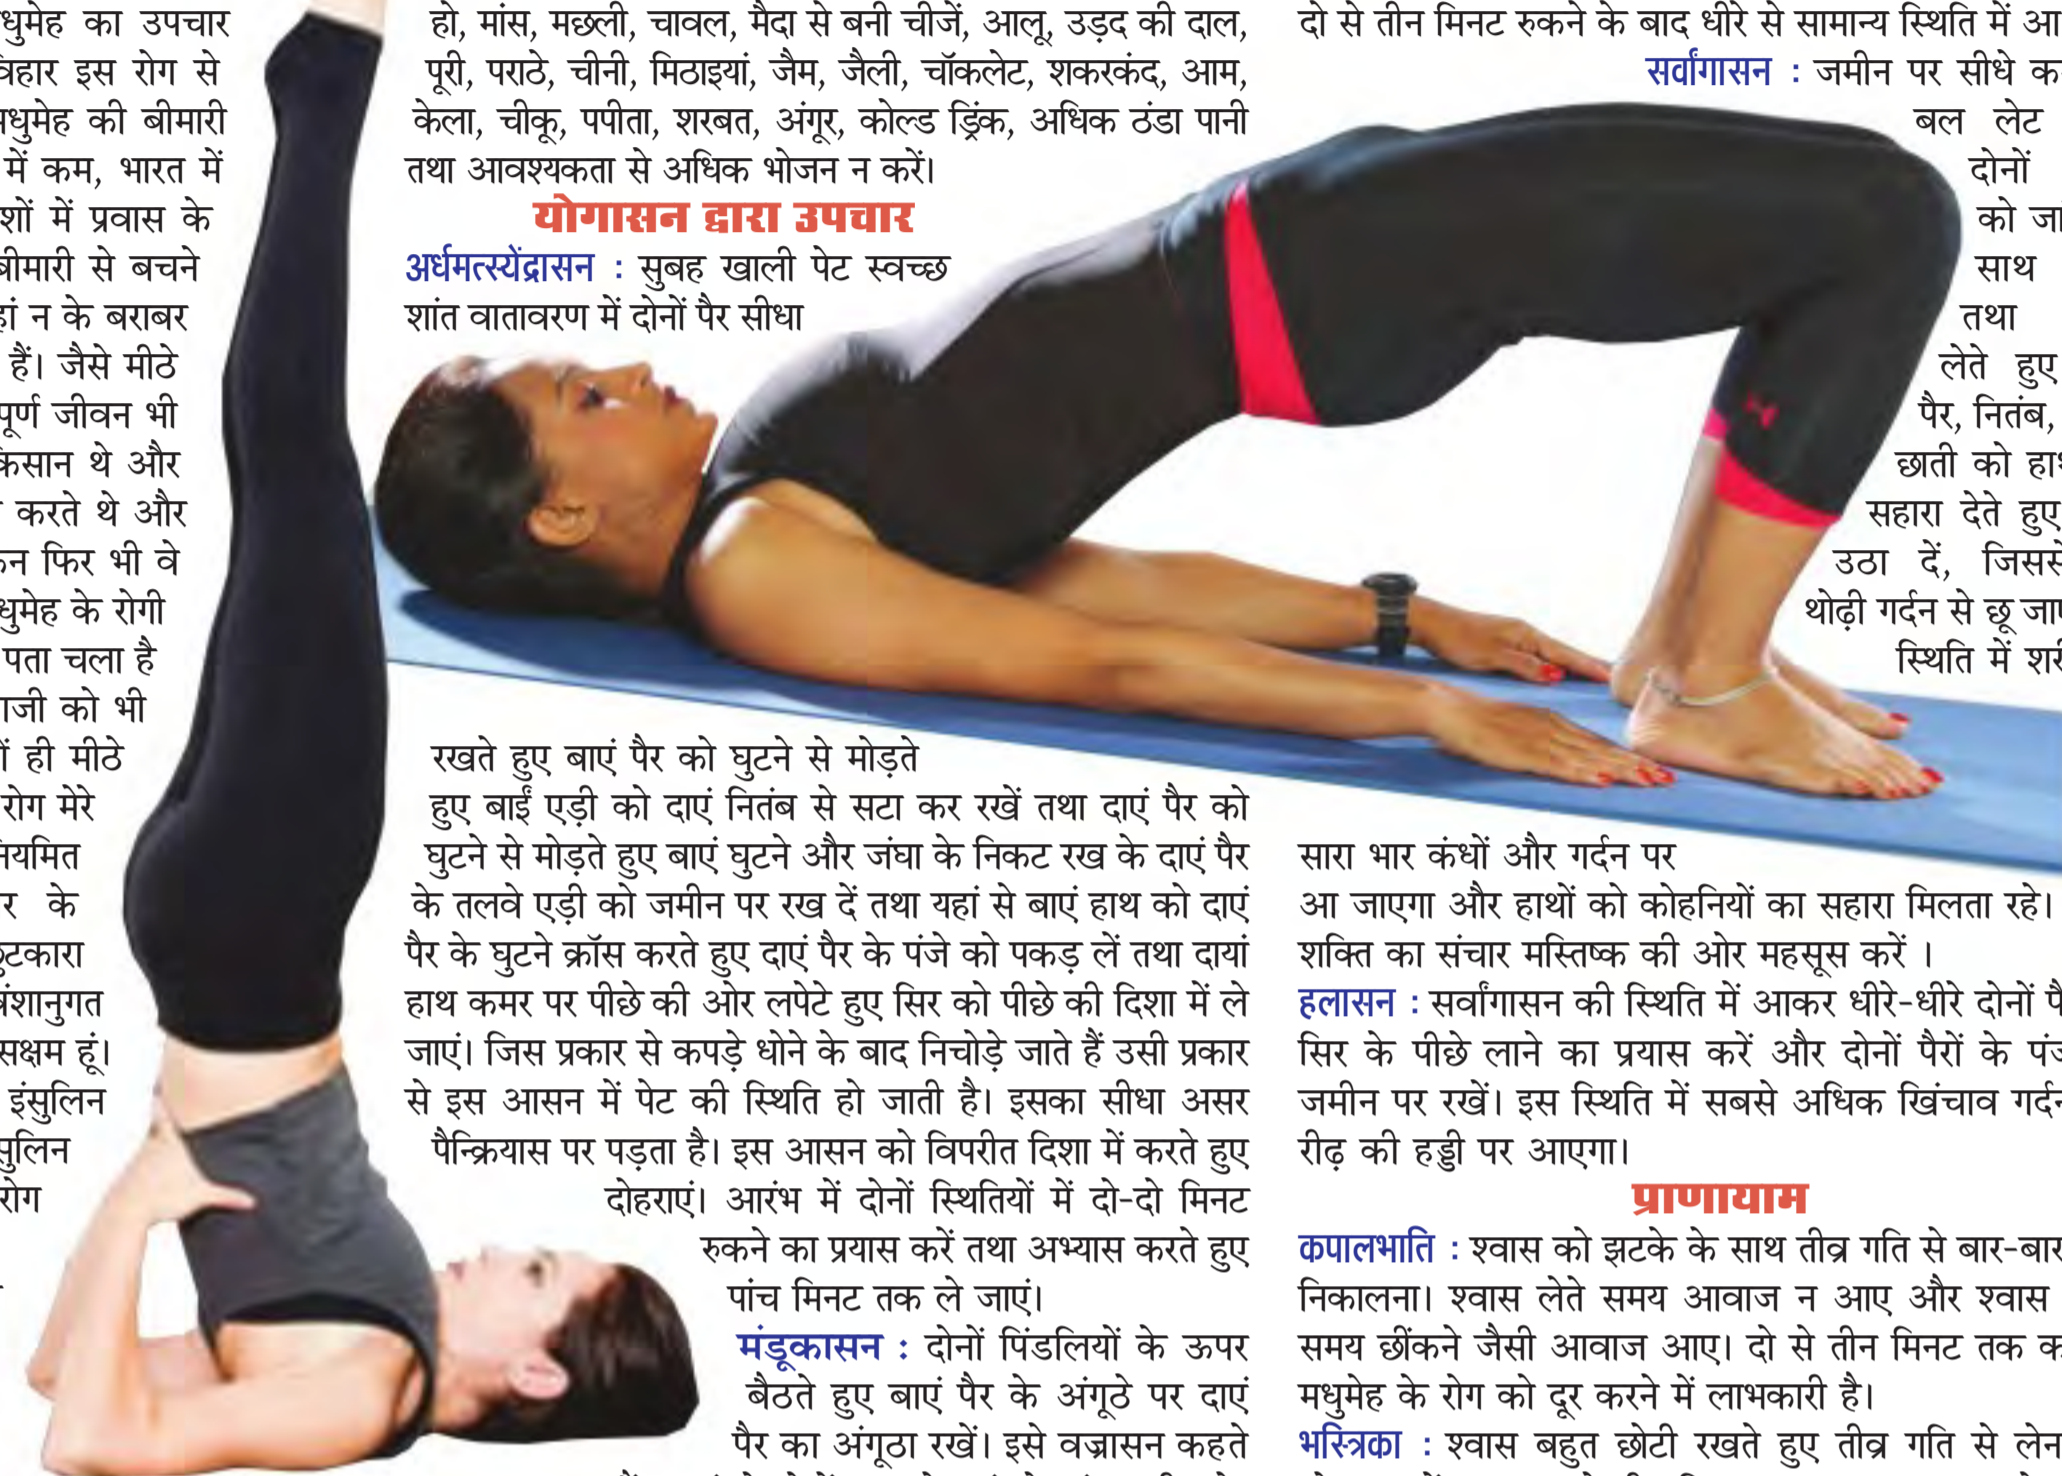 धुमेह का उपचार
वहार इस रोग से
मधुमेह की बीमारी
में कम, भारत में
शों में प्रवास के
बीमारी से बचने
हां न के बराबर
हैं। जैसे मीठे
पूर्ण जीवन भी
किसान थे और
करते थे और
न फिर भी वे
धुमेह के रोगी
पता चला है
ाजी को भी
ों ही मीठे
रोग मेरे
नियमित
र के
छुटकारा
वंशानुगत
सक्षम हूं।
इंसुलिन
सुलिन
रोग
हो, मांस, मछली, चावल, मैदा से बनी चीजें, आलू, उड़द की दाल,
पूरी, पराठे, चीनी, मिठाइयां, जैम, जैली, चॉकलेट, शकरकंद, आम,
केला, चीकू, पपीता, शरबत, अंगूर, कोल्ड ड्रिंक, अधिक ठंडा पानी
तथा आवश्यकता से अधिक भोजन न करें।
योगासन द्वारा उपचार
अर्धमत्स्येंद्रासन : सुबह खाली पेट स्वच्छ
शांत वातावरण में दोनों पैर सीधा
रखते हुए बाएं पैर को घुटने से मोड़ते
हुए बाईं एड़ी को दाएं नितंब से सटा कर रखें तथा दाएं पैर को
घुटने से मोड़ते हुए बाएं घुटने और जंघा के निकट रख के दाएं पैर
के तलवे एड़ी को जमीन पर रख दें तथा यहां से बाएं हाथ को दाएं
पैर के घुटने क्रॉस करते हुए दाएं पैर के पंजे को पकड़ लें तथा दायां
हाथ कमर पर पीछे की ओर लपेटे हुए सिर को पीछे की दिशा में ले
जाएं। जिस प्रकार से कपड़े धोने के बाद निचोड़े जाते हैं उसी प्रकार
से इस आसन में पेट की स्थिति हो जाती है। इसका सीधा असर
पैन्क्रियास पर पड़ता है। इस आसन को विपरीत दिशा में करते हुए
दोहराएं। आरंभ में दोनों स्थितियों में दो-दो मिनट
रुकने का प्रयास करें तथा अभ्यास करते हुए
पांच मिनट तक ले जाएं।
मंडूकासन : दोनों पिंडलियों के ऊपर
बैठते हुए बाएं पैर के अंगूठे पर दाएं
पैर का अंगूठा रखें। इसे वज्रासन कहते
दो से तीन मिनट रुकने के बाद धीरे से सामान्य स्थिति में आ
सर्वांगासन : जमीन पर सीधे क
बल लेट
दोनों
को जां
साथ
तथा
लेते हुए
पैर, नितंब,
छाती को हा
सहारा देते हुए
उठा दें, जिससे
थोढ़ी गर्दन से छू जा
स्थिति में शरी
सारा भार कंधों और गर्दन पर
आ जाएगा और हाथों को कोहनियों का सहारा मिलता रहे।
शक्ति का संचार मस्तिष्क की ओर महसूस करें ।
हलासन : सर्वांगासन की स्थिति में आकर धीरे-धीरे दोनों पै
सिर के पीछे लाने का प्रयास करें और दोनों पैरों के पंज
जमीन पर रखें। इस स्थिति में सबसे अधिक खिंचाव गर्दन
रीढ़ की हड्डी पर आएगा।
प्राणायाम
कपालभाति : श्वास को झटके के साथ तीव्र गति से बार-बार
निकालना। श्वास लेते समय आवाज न आए और श्वास
समय छींकने जैसी आवाज आए। दो से तीन मिनट तक क
मधुमेह के रोग को दूर करने में लाभकारी है।
भस्त्रिका : श्वास बहुत छोटी रखते हुए तीव्र गति से लेन